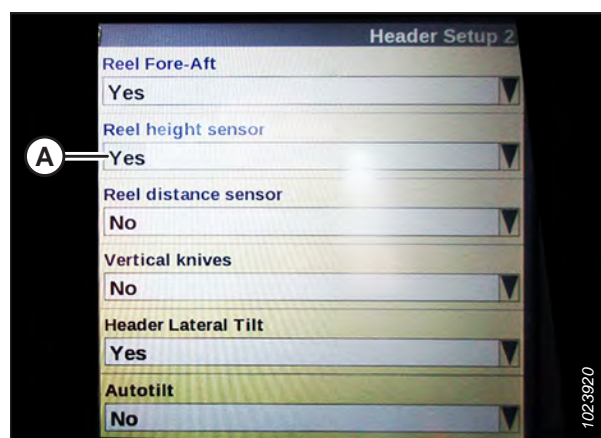 Header Setup 2
Reel Fore-Aft
Yes
Reel height sensor
A
Yes
Reel distance sensor
No
Vertical knives
No
Header Lateral Tilt
Yes
Autotilt
No
1023920